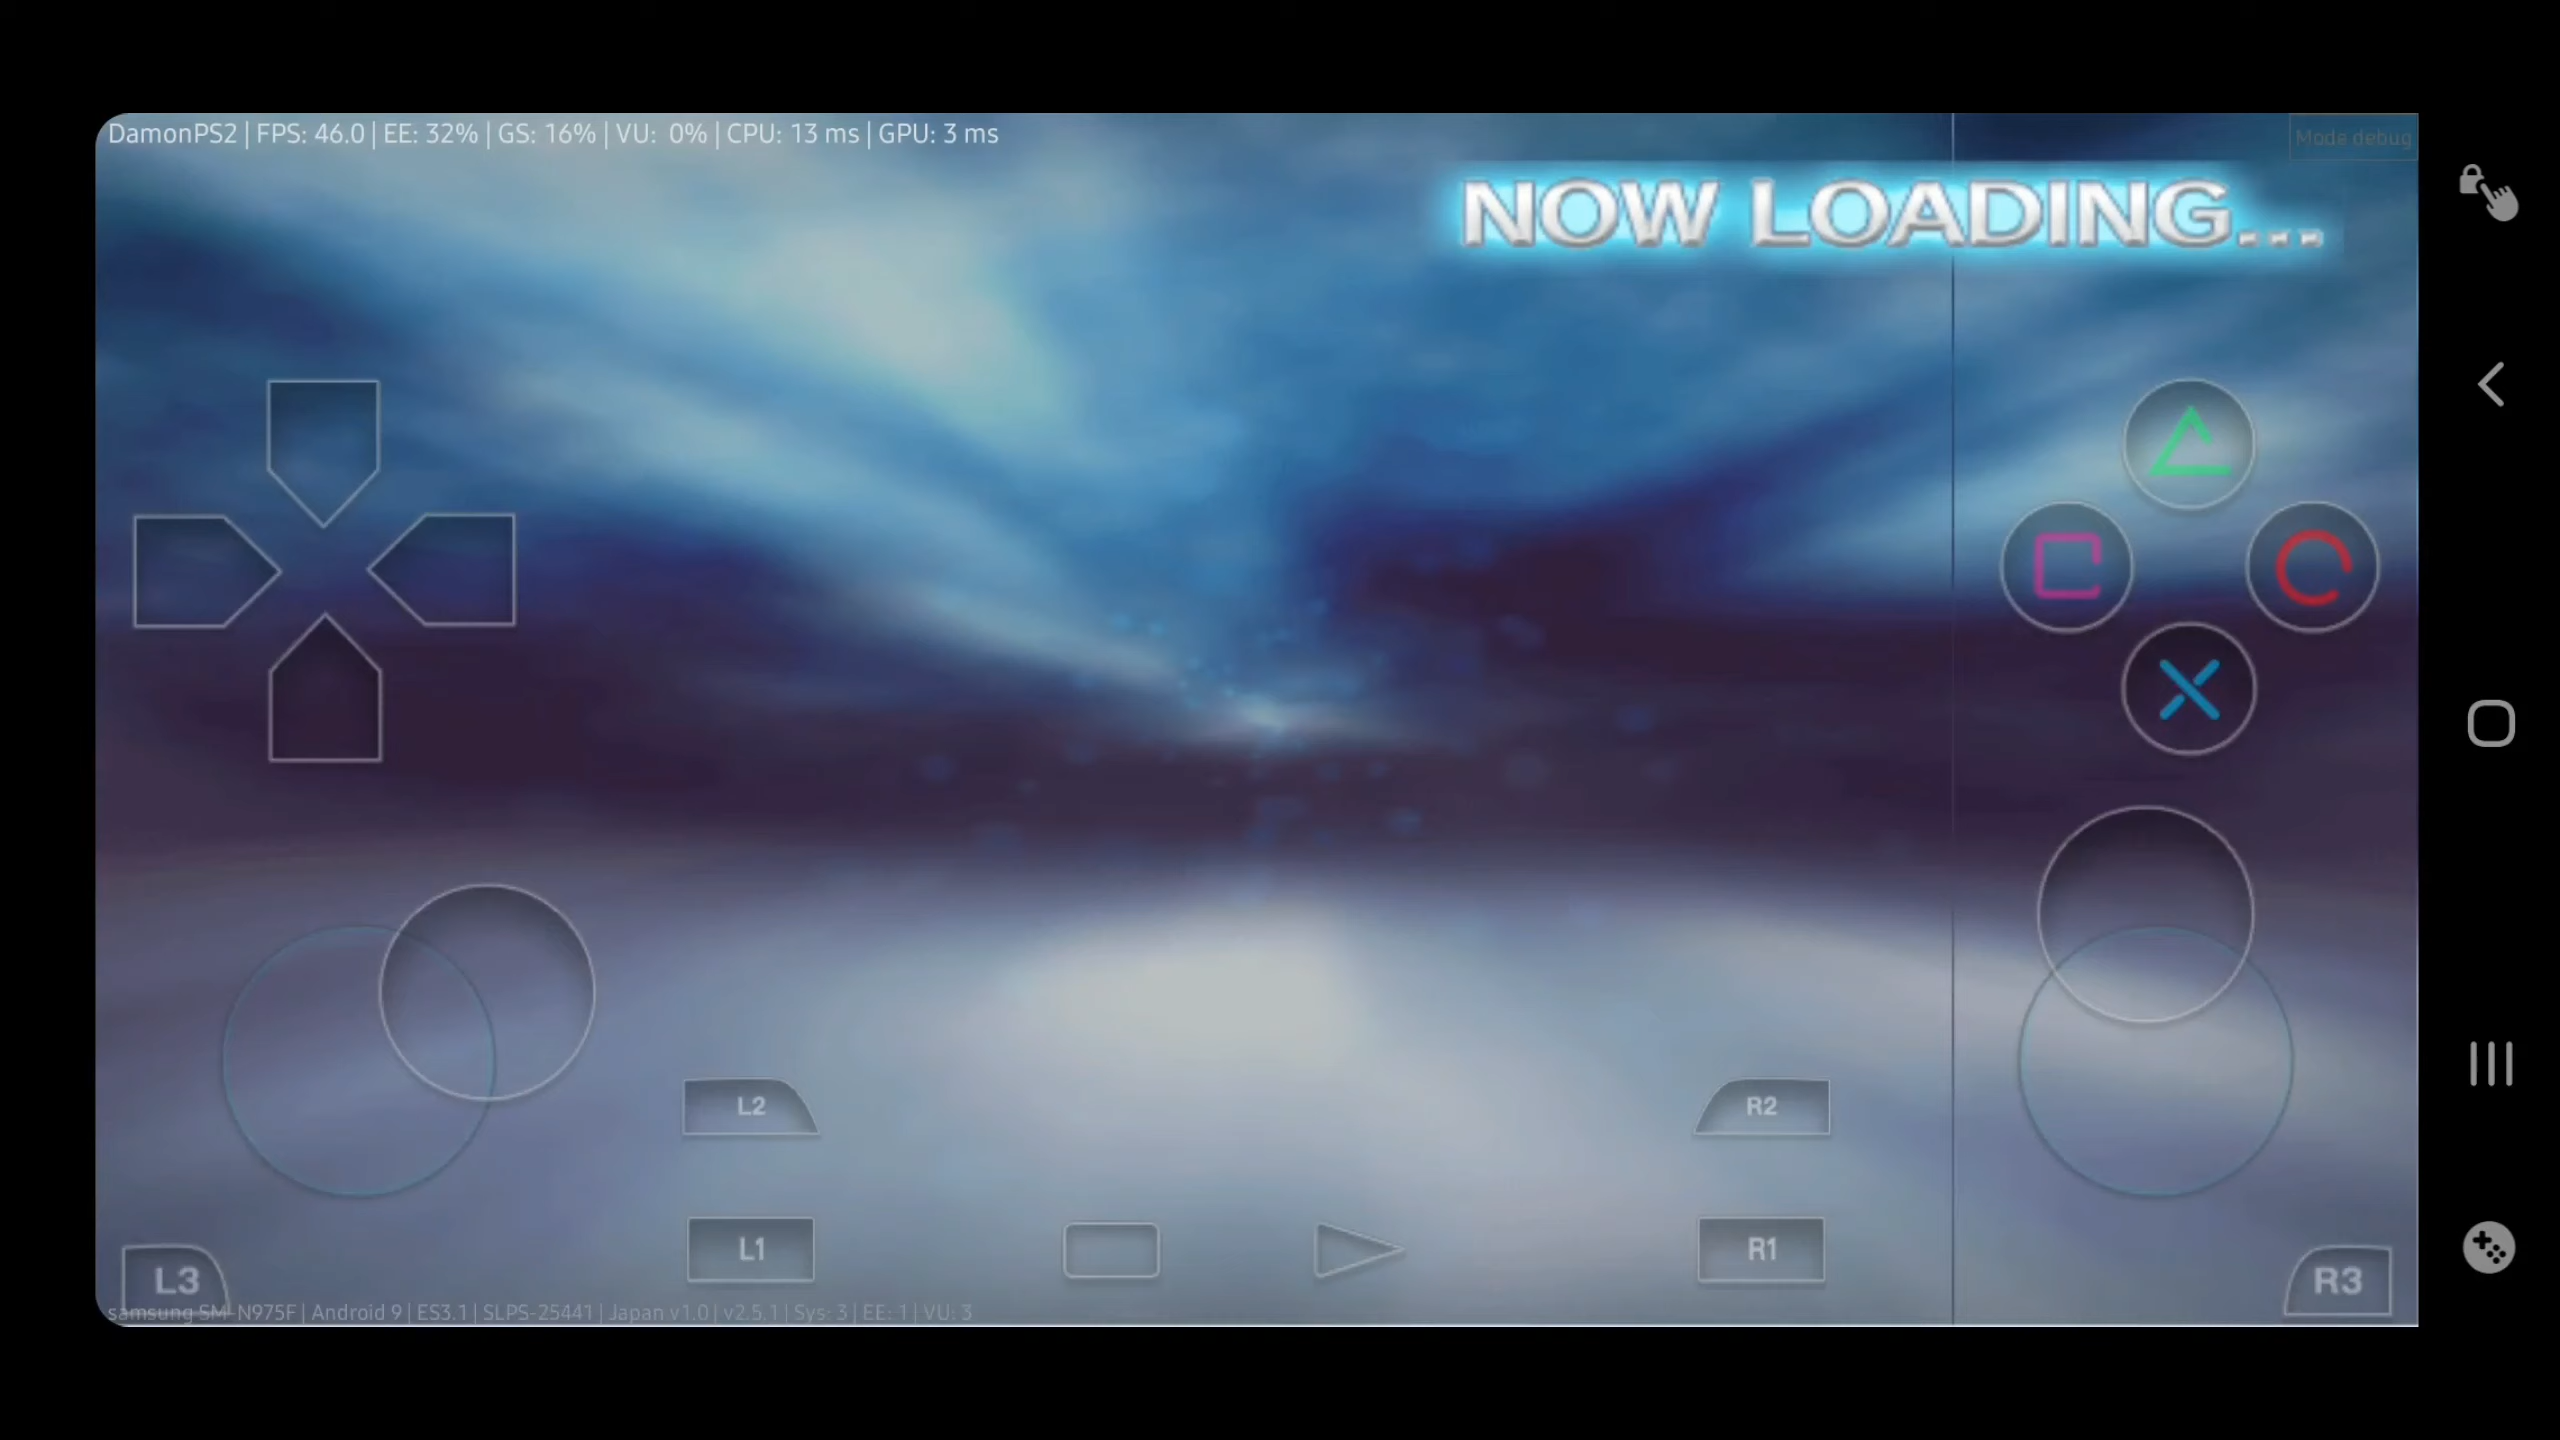 DamonPS2 | FPS: 46.0 | EE: 32% | GS: 16% | VU: 0% | CPU: 13 ms | GPU: 3 ms
Mode debug
NOW LOADING...
L2
R2
L1
R1
L3
R3
samsung SM-N975F | Android 9 | ES3.1 | SLPS-25441 | Japan v1.0 | v2.5.1 | Sys: 3 | EE: 1 | VU: 3